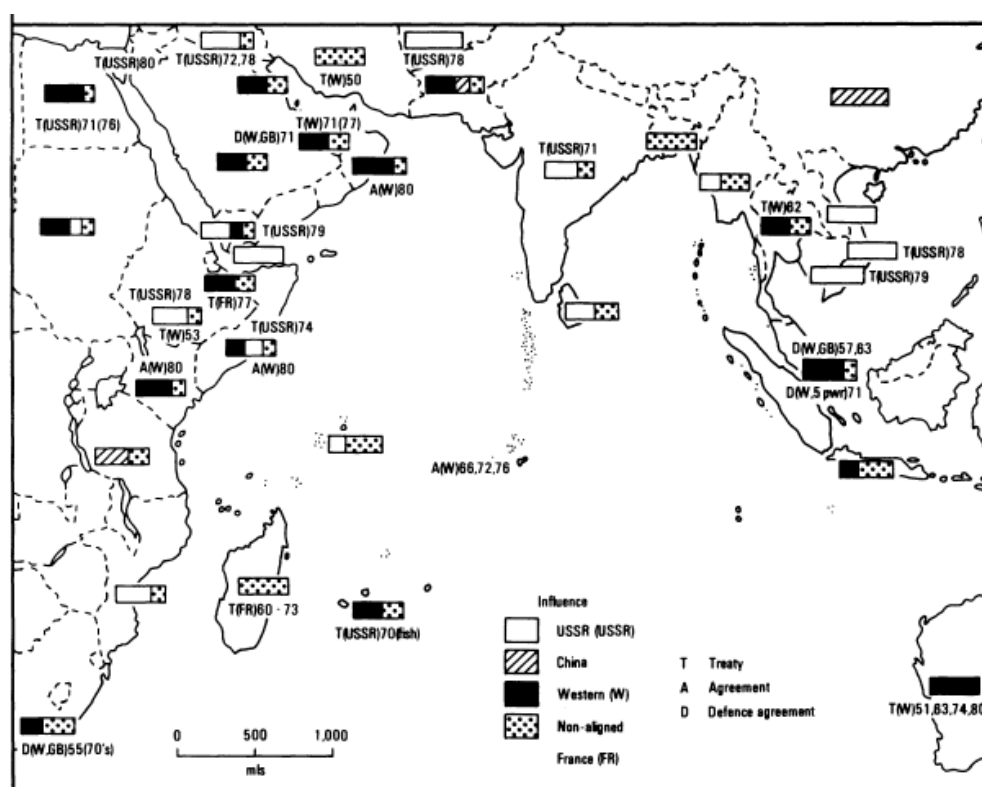 T(USSR)80
T(USSR)72,78
T(W)50
T(USSR)78
T(USSR)71(76)
D(W,GB)71
T(W)71(77)
A(W)80
T(USSR)71
T(W)62
T(USSR)79
T(USSR)78
T(USSR)79
T(FR)77
T(USSR)78
T(W)53
T(USSR)74
A(W)80
A(W)80
D(W,GB)57,63
D(W,5 pwr)71
A(W)66,72,76
T(FR)60 - 73
T(USSR)70(fish)
D(W,GB)55(70's)
T(W)51,63,74,80
0 500 1,000
mls
Influence
USSR (USSR)
China
Western (W)
Non-aligned
France (FR)
T Treaty
A Agreement
D Defence agreement